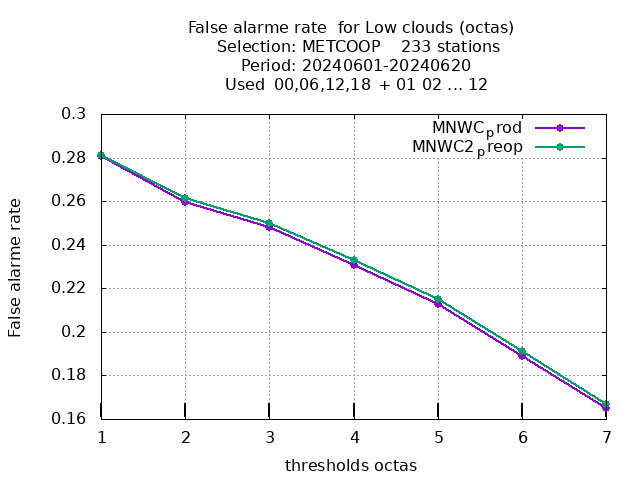 False alarme rate  for Low clouds (octas)
Selection: METCOOP    233 stations
Period: 20240601-20240620
Used  00,06,12,18 + 01 02 ... 12
MNWC_prod
MNWC2_preop
0.3
0.28
0.26
0.24
0.22
0.2
0.18
0.16
False alarme rate
1 2 3 4 5 6 7
thresholds octas